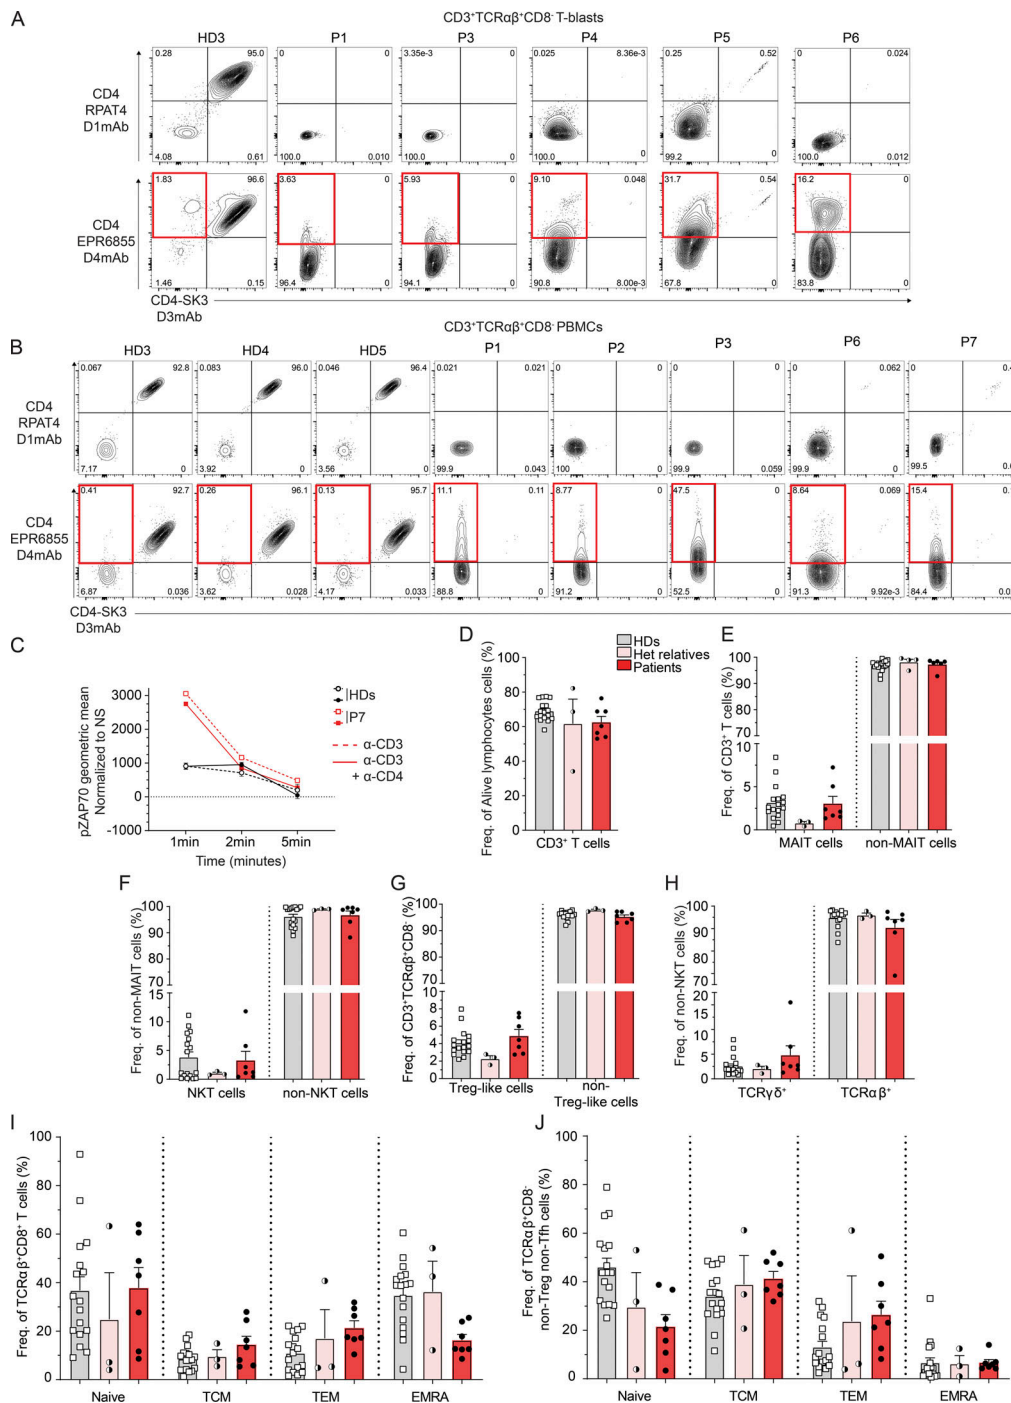 A
CD3⁺TCRαβ⁺CD8⁻ T-blasts
HD3 P1 P3 P4 P5 P6
0.28 95.0 0 0 3.35e-3 0 0.025 8.36e-3 0.25 0.52 0 0.024
CD4
RPAT4
D1mAb
4.08 0.61 100.0 0.010 100.0 0 100.0 0 99.2 0 100.0 0.012
1.83 96.6 3.63 0 5.93 0 9.10 0.048 31.7 0.54 16.2 0
CD4
EPR6855
D4mAb
1.46 0.15 96.4 0 94.1 0 90.8 8.00e-3 67.8 0 83.8 0
CD4-SK3
D3mAb
CD3⁺TCRαβ⁺CD8⁻ PBMCs
B
HD3 HD4 HD5 P1 P2 P3 P6 P7
0.067 92.8 0.083 96.0 0.046 96.4 0.021 0.021 0 0 0 0 0 0.062 0
CD4
RPAT4
D1mAb
7.17 0 3.92 0 3.56 0 99.9 0.043 100 0 99.9 0.059 99.9 0 99.5
0.41 92.7 0.26 96.1 0.13 95.7 11.1 0.11 8.77 0 47.5 0 8.64 0.069 15.4
CD4
EPR6855
D4mAb
6.87 0.036 3.62 0.028 4.17 0.033 88.8 0 91.2 0 52.5 0 91.3 9.92e-3 84.4
CD4-SK3
D3mAb
C
pZAP70 geometric mean
Normalized to NS
3000
2000
1000
0
-1000
1min 2min 5min
Time (minutes)
HDs
P7
α-CD3
α-CD3
+ α-CD4
D
Freq. of Alive lymphocytes cells (%)
100
80
60
40
20
0
CD3⁺ T cells
HDs
Het relatives
Patients
E
Freq. of CD3⁺ T cells (%)
100
90
80
70
10
5
0
MAIT cells non-MAIT cells
F
Freq. of non-MAIT cells (%)
100
90
80
70
15
10
5
0
NKT cells non-NKT cells
G
Freq. of CD3⁺TCRαβ⁺CD8⁻ (%)
100
90
80
70
10
8
6
4
2
0
Treg-like cells non-
Treg-like cells
H
Freq. of non-NKT cells (%)
100
90
80
70
20
15
10
5
0
TCRγδ⁺ TCRαβ⁺
I
Freq. of TCRαβ⁺CD8⁺ T cells (%)
100
80
60
40
20
0
Naive TCM TEM EMRA
J
Freq. of TCRαβ⁺CD8⁻
non-Treg non-Tfh cells (%)
100
80
60
40
20
0
Naive TCM TEM EMRA